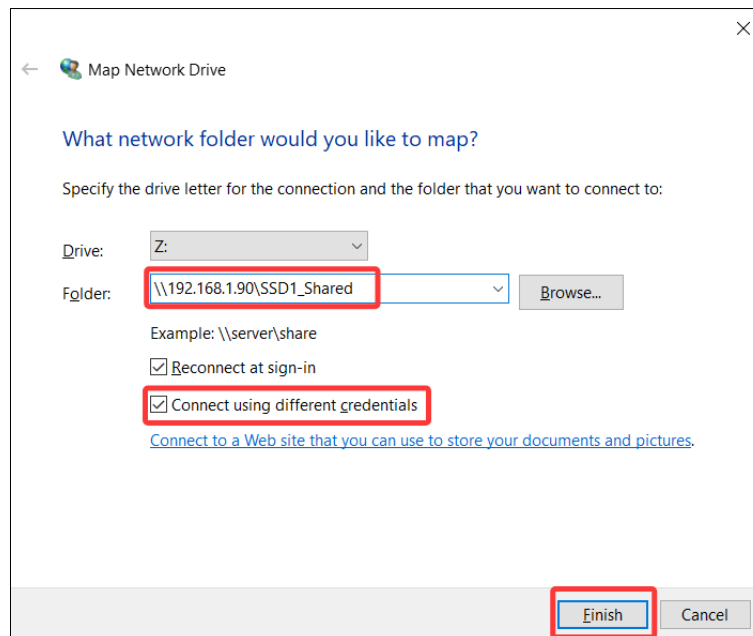 Map Network Drive
What network folder would you like to map?
Specify the drive letter for the connection and the folder that you want to connect to:
Drive: Z:
Folder: \\192.168.1.90\SSD1_Shared Browse...
Example: \\server\share
Reconnect at sign-in
Connect using different credentials
Connect to a Web site that you can use to store your documents and pictures.
Finish Cancel